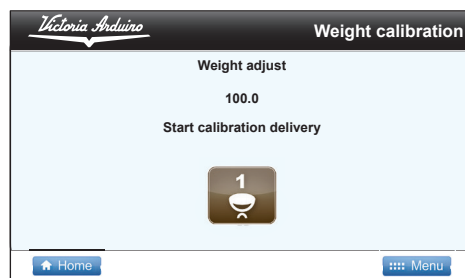 Victoria Arduino
Weight calibration
Weight adjust
100.0
Start calibration delivery
1
Home
Menu